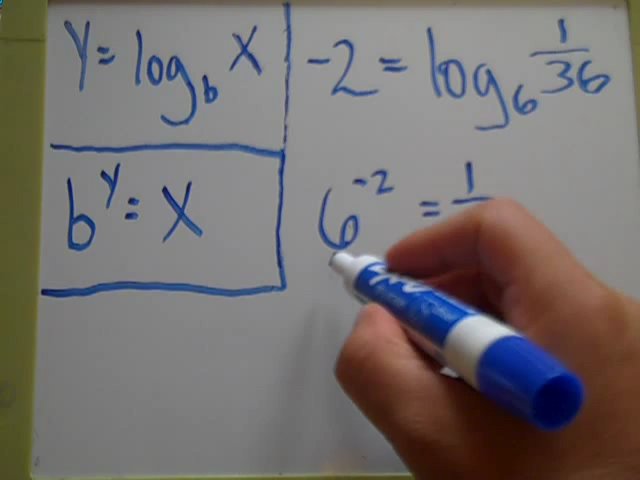 y = log_b x
b^y = x
-2 = log_6 1/36
6^-2 = 1/